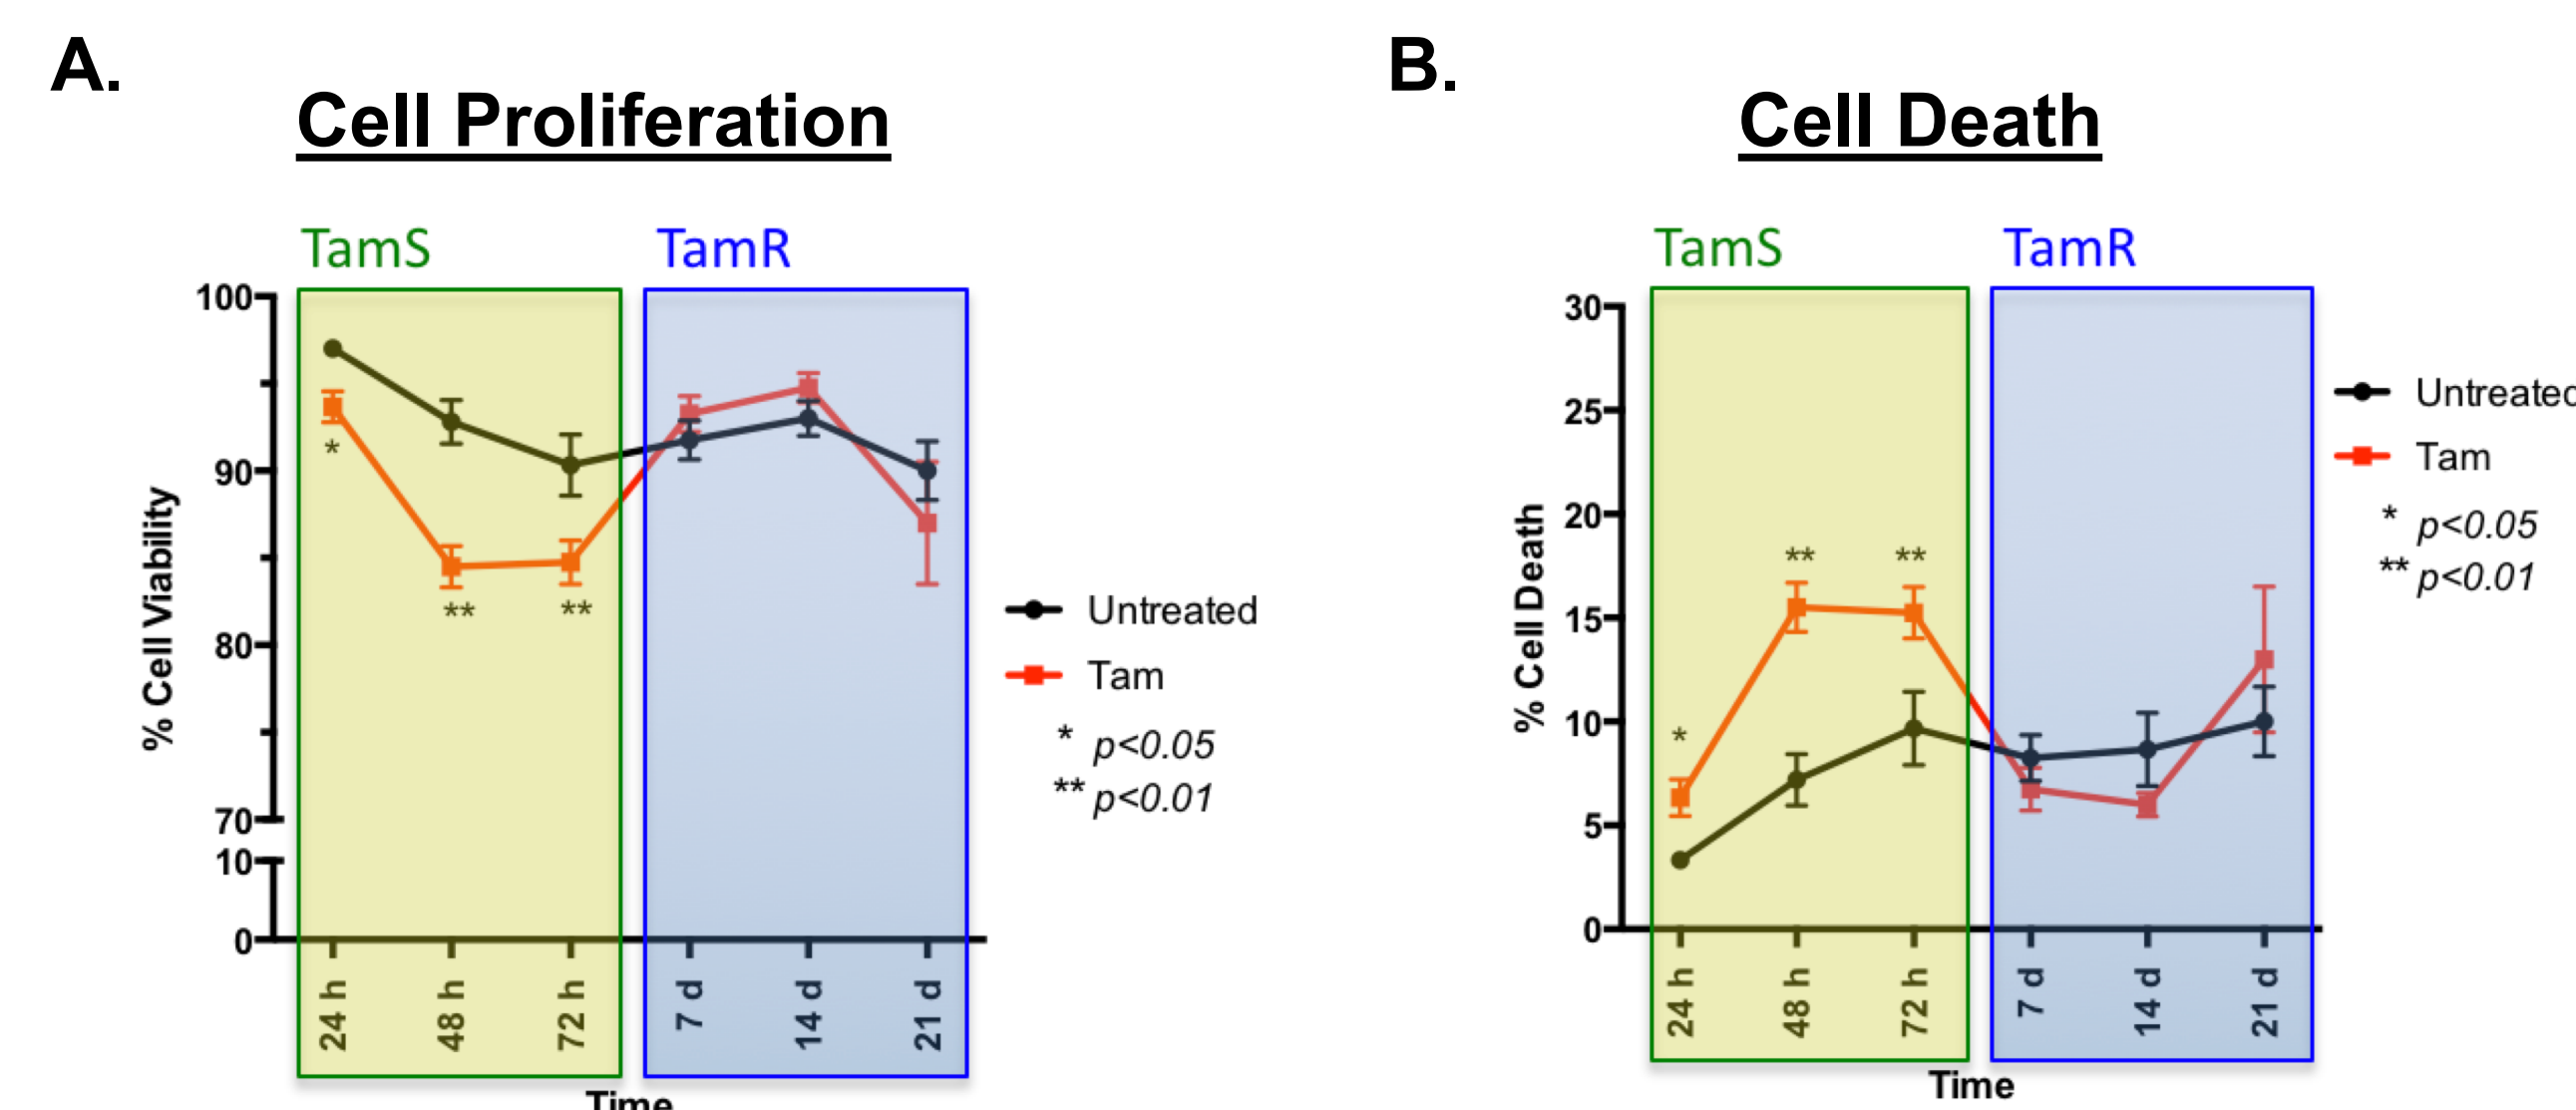 A.
Cell Proliferation
TamS
TamR
% Cell Viability
100
90
80
70
10
0
*
**
**
24 h
48 h
72 h
7 d
14 d
21 d
Time
Untreated
Tam
* p<0.05
** p<0.01
B.
Cell Death
TamS
TamR
% Cell Death
30
25
20
15
10
5
0
*
**
**
24 h
48 h
72 h
7 d
14 d
21 d
Time
Untreated
Tam
* p<0.05
** p<0.01